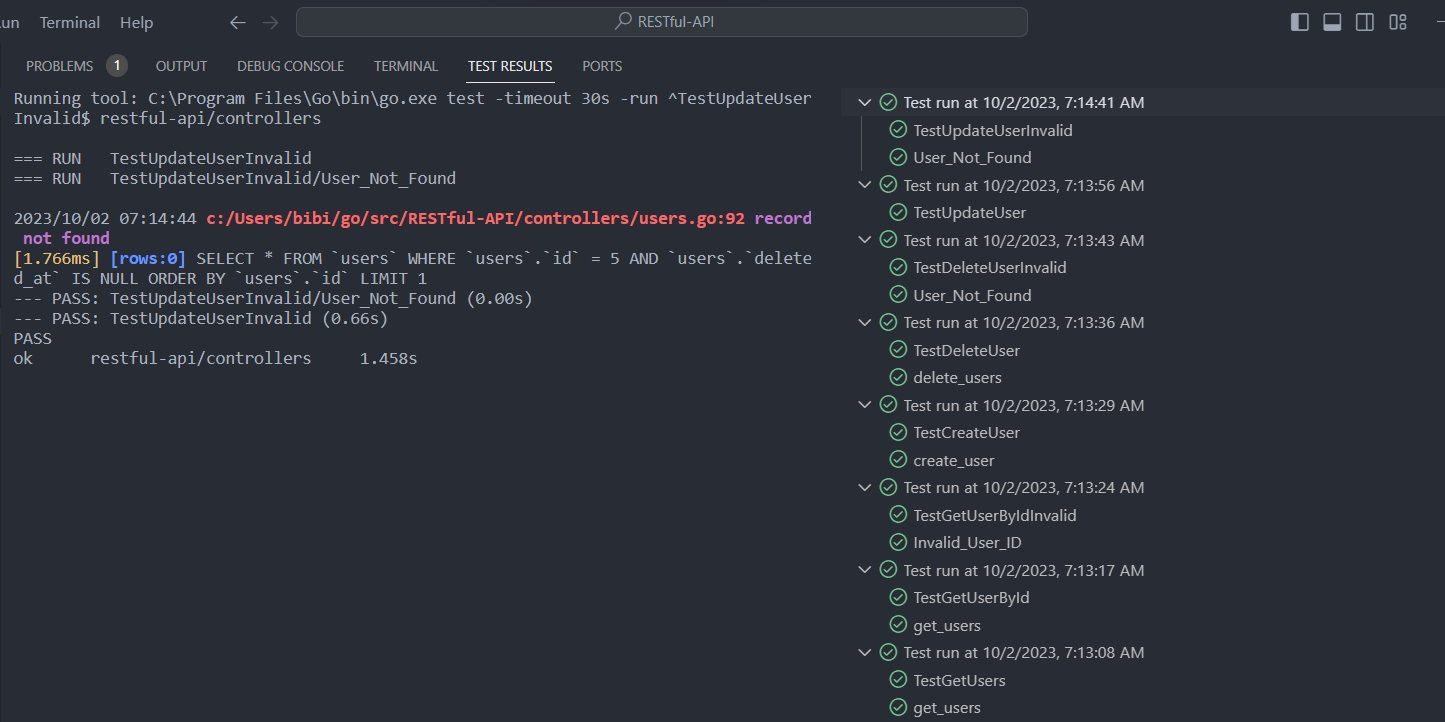 un Terminal Help RESTful-API
PROBLEMS 1 OUTPUT DEBUG CONSOLE TERMINAL TEST RESULTS PORTS
Running tool: C:\Program Files\Go\bin\go.exe test -timeout 30s -run ^TestUpdateUser
Invalid$ restful-api/controllers
=== RUN   TestUpdateUserInvalid
=== RUN   TestUpdateUserInvalid/User_Not_Found
2023/10/02 07:14:44 c:/Users/bibi/go/src/RESTful-API/controllers/users.go:92 record
not found
[1.766ms] [rows:0] SELECT * FROM `users` WHERE `users`.`id` = 5 AND `users`.`delete
d_at` IS NULL ORDER BY `users`.`id` LIMIT 1
--- PASS: TestUpdateUserInvalid/User_Not_Found (0.00s)
--- PASS: TestUpdateUserInvalid (0.66s)
PASS
ok      restful-api/controllers     1.458s
Test run at 10/2/2023, 7:14:41 AM
TestUpdateUserInvalid
User_Not_Found
Test run at 10/2/2023, 7:13:56 AM
TestUpdateUser
Test run at 10/2/2023, 7:13:43 AM
TestDeleteUserInvalid
User_Not_Found
Test run at 10/2/2023, 7:13:36 AM
TestDeleteUser
delete_users
Test run at 10/2/2023, 7:13:29 AM
TestCreateUser
create_user
Test run at 10/2/2023, 7:13:24 AM
TestGetUserByIdInvalid
Invalid_User_ID
Test run at 10/2/2023, 7:13:17 AM
TestGetUserById
get_users
Test run at 10/2/2023, 7:13:08 AM
TestGetUsers
get_users